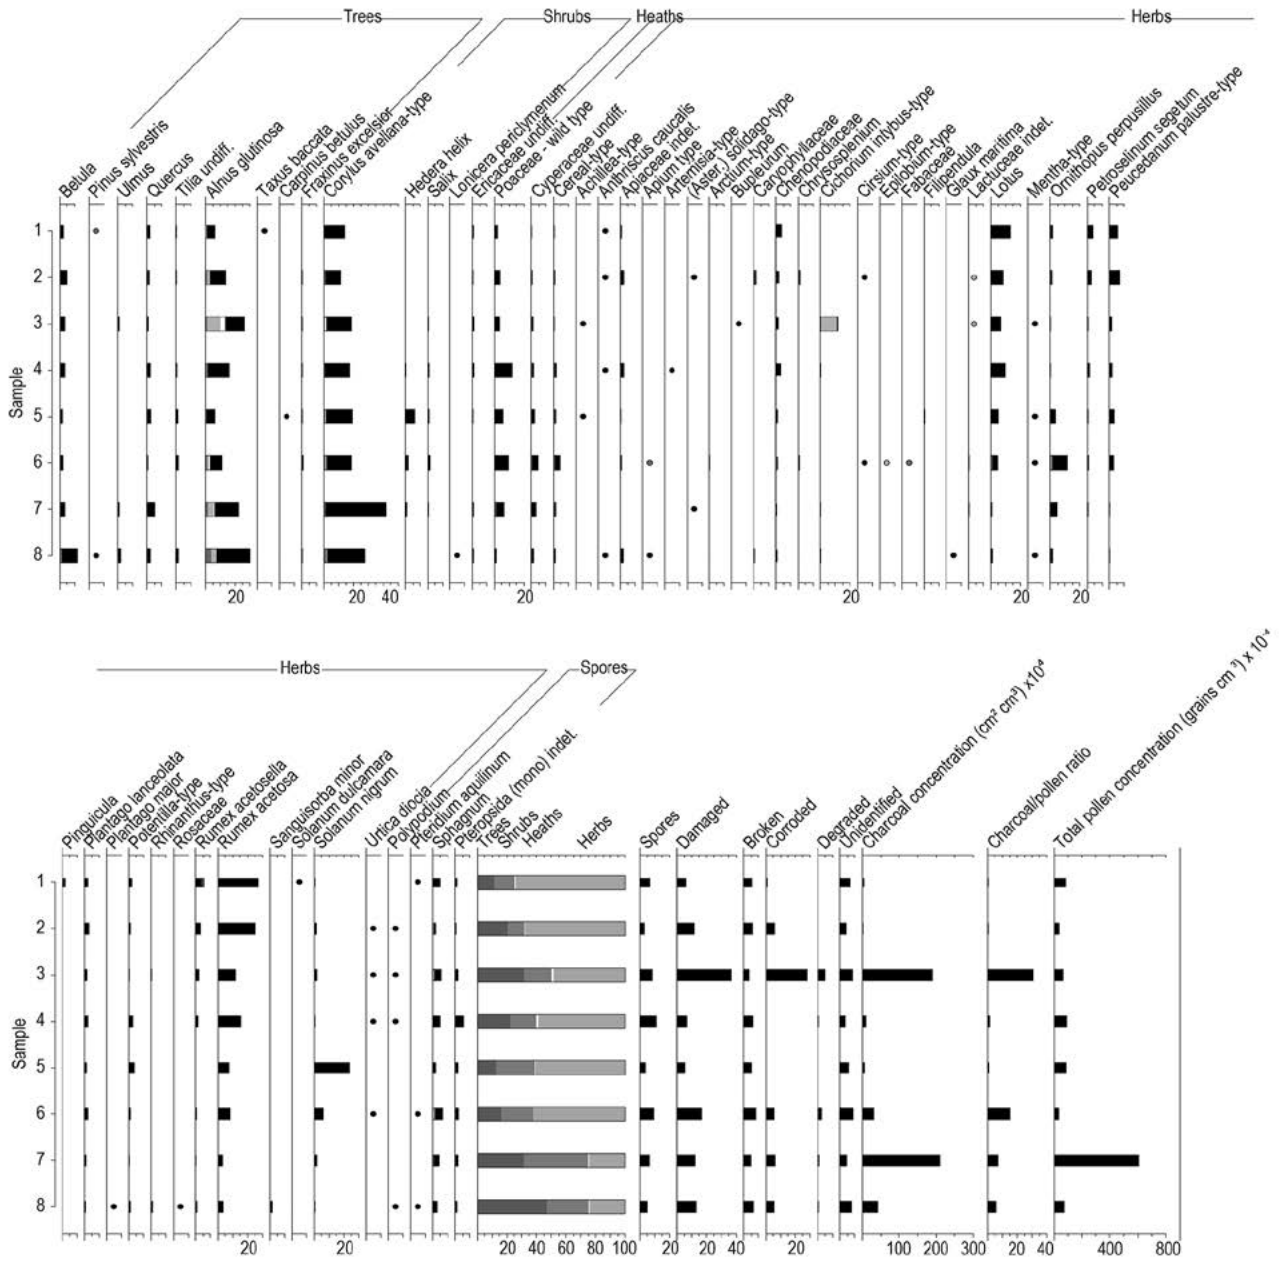 Trees Shrubs Heaths Herbs
Betula
Pinus sylvestris
Ulmus
Quercus
Tilia undiff.
Alnus glutinosa
Taxus baccata
Carpinus betulus
Fraxinus excelsior
Corylus avellana-type
Hedera helix
Salix
Lonicera periclymenum
Ericaceae undiff.
Poaceae - wild type
Cyperaceae undiff.
Cereal-type
Achillea-type
Anthriscus caucalis
Apiaceae indet.
Apium type
Artemisia-type
(Aster.) solidago-type
Arctium-type
Bupleurum
Caryophyllaceae
Chenopodiaceae
Chrysosplenium
Cichorium intybus-type
Cirsium-type
Epilobium-type
Fabaceae
Filipendula
Glaux maritima
Lactuceae indet.
Lotus
Mentha-type
Ornithopus perpusillus
Petroselinum segetum
Peucedanum palustre-type
Sample
1
2
3
4
5
6
7
8
20 20 40 20 20 20 20
Herbs Spores
Pinguicula
Plantago lanceolata
Plantago major
Potentilla-type
Rhinanthus-type
Rosaceae
Rumex acetosella
Rumex acetosa
Sanguisorba minor
Solanum dulcamara
Solanum nigrum
Urtica diocia
Polypodium
Pteridium aquilinum
Sphagnum
Pteropsida (mono) indet.
Trees
Shrubs
Heaths
Herbs
Spores
Damaged
Broken
Corroded
Degraded
Unidentified
Charcoal concentration (cm² cm³) x10⁴
Charcoal/pollen ratio
Total pollen concentration (grains cm ³) x 10⁻⁴
Sample
1
2
3
4
5
6
7
8
20 20 20 40 60 80 100 20 40 20 100 200 300 20 40 400 800